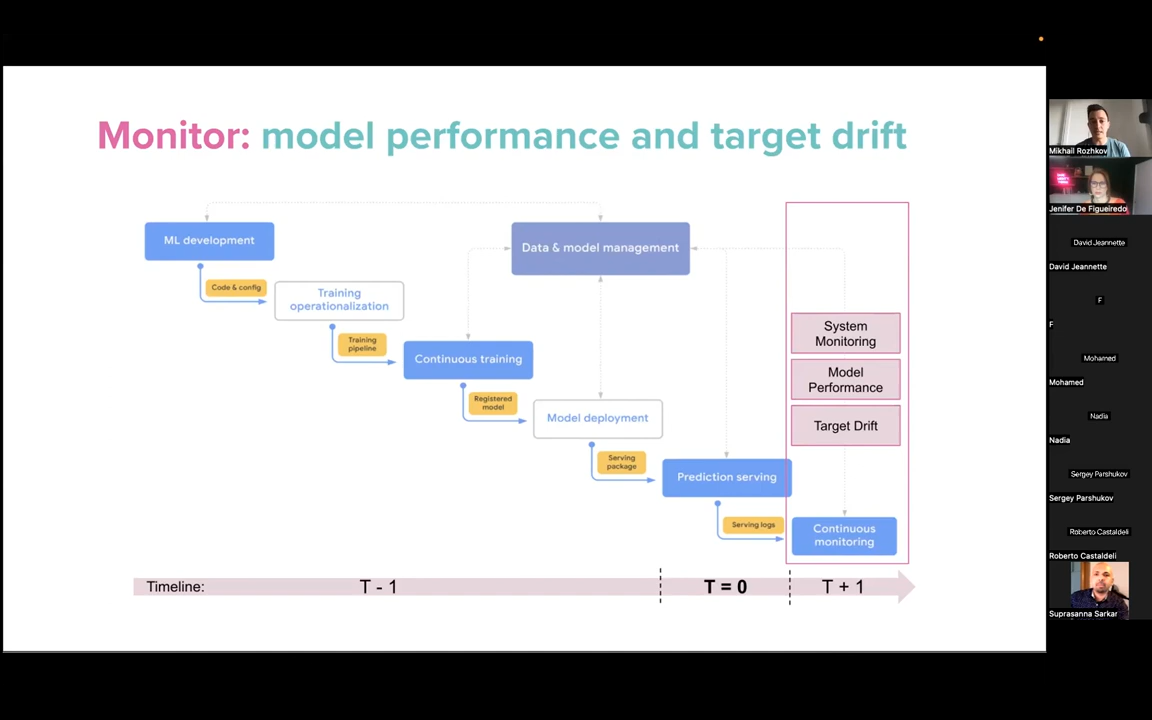 Monitor: model performance and target drift
ML development
Data & model management
Code & config
Training
operationalization
Training
pipeline
Continuous training
Registered
model
Model deployment
Serving
package
Prediction serving
Serving logs
System
Monitoring
Model
Performance
Target Drift
Continuous
monitoring
Timeline:
T - 1
T = 0
T + 1
Mikhail Rozhkov
Jenifer De Figueiredo
David Jeannette
David Jeannette
F
F
Mohamed
Mohamed
Nadia
Nadia
Sergey Parshukov
Sergey Parshukov
Roberto Castaldeli
Roberto Castaldeli
Suprasanna Sarkar